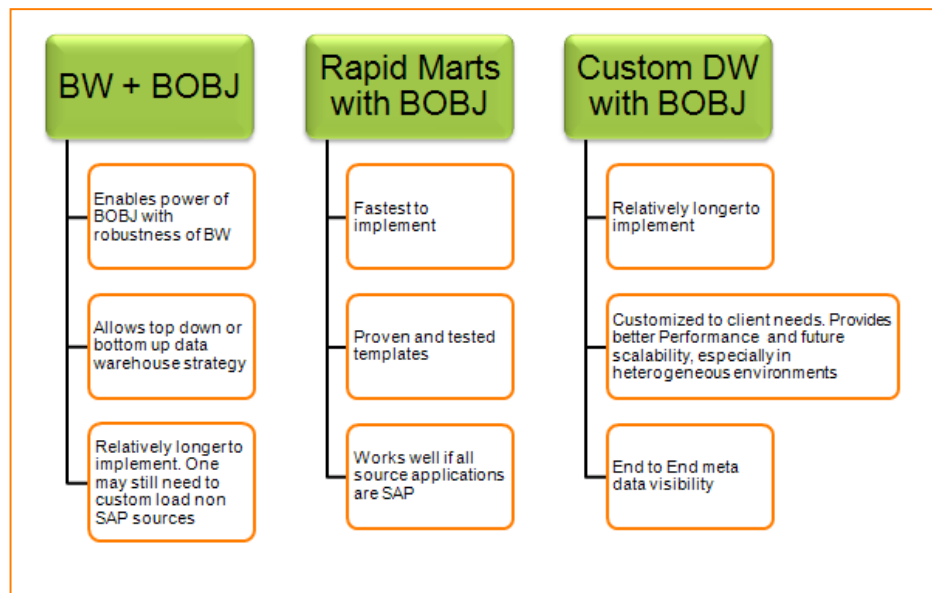 BW + BOBJ
Enables power of
BOBJ with
robustness of BW
Allows top down or
bottom up data
warehouse strategy
Relatively longer to
implement. One
may still need to
custom load non
SAP sources
Rapid Marts
with BOBJ
Fastest to
implement
Proven and tested
templates
Works well if all
source applications
are SAP
Custom DW
with BOBJ
Relatively longer to
implement
Customized to client needs. Provides
better Performance and future
scalability, especially in
heterogeneous environments
End to End meta
data visibility